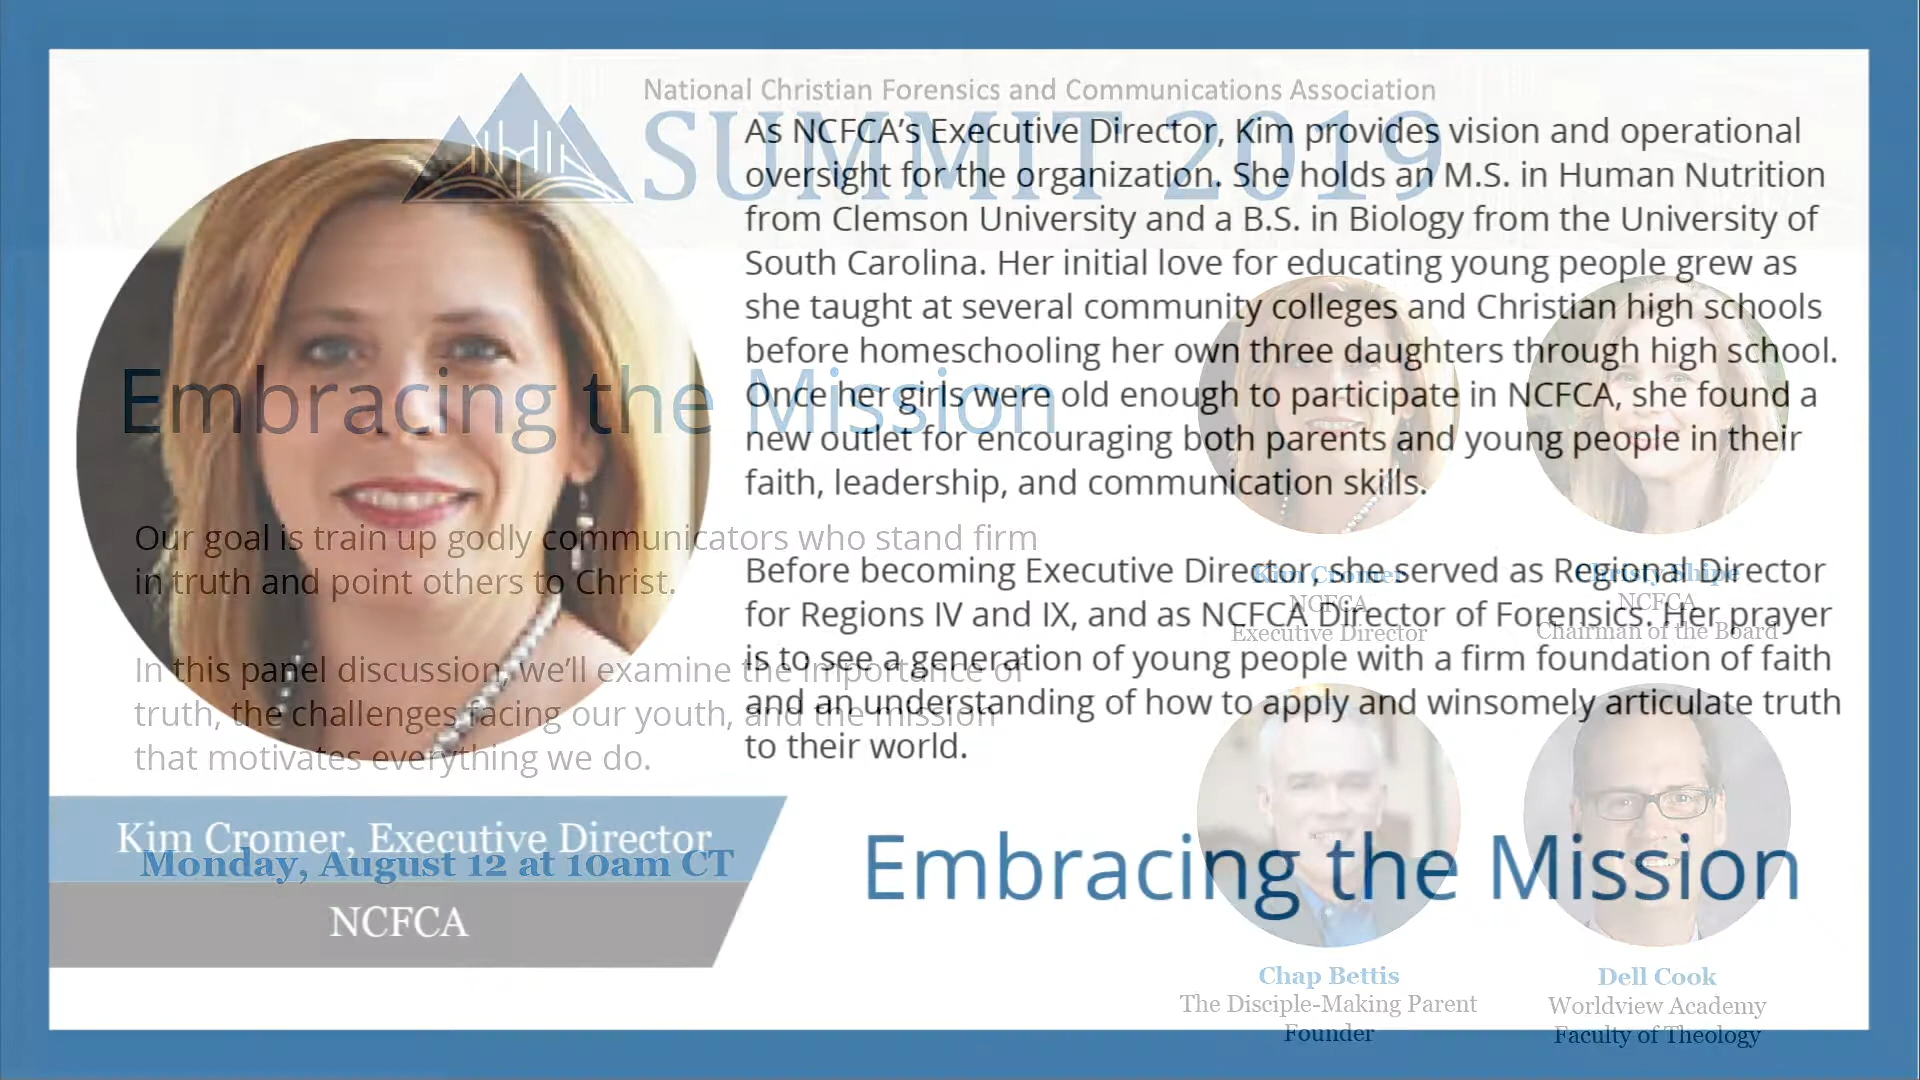 National Christian Forensics and Communications Association
SUMMIT 2019
As NCFCA's Executive Director, Kim provides vision and operational
oversight for the organization. She holds an M.S. in Human Nutrition
from Clemson University and a B.S. in Biology from the University of
South Carolina. Her initial love for educating young people grew as
she taught at several community colleges and Christian high schools
before homeschooling her own three daughters through high school.
Once her girls were old enough to participate in NCFCA, she found a
new outlet for encouraging both parents and young people in their
faith, leadership, and communication skills.
Before becoming Executive Director, she served as Regional Director
for Regions IV and IX, and as NCFCA Director of Forensics. Her prayer
is to see a generation of young people with a firm foundation of faith
and an understanding of how to apply and winsomely articulate truth
to their world.
Kim Cromer, Executive Director
NCFCA
Embracing the Mission
Embracing the Mission
Our goal is train up godly communicators who stand firm
in truth and point others to Christ.
In this panel discussion, we'll examine the importance of
truth, the challenges facing our youth, and the mission
that motivates everything we do.
Monday, August 12 at 10am CT
Kim Cromer
NCFCA
Executive Director
Christy Shipe
NCFCA
Chairman of the Board
Chap Bettis
The Disciple-Making Parent
Founder
Dell Cook
Worldview Academy
Faculty of Theology